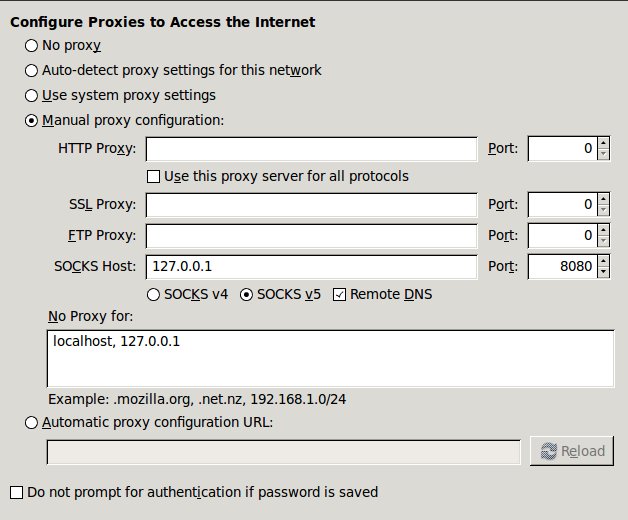 Configure Proxies to Access the Internet
No proxy
Auto-detect proxy settings for this network
Use system proxy settings
Manual proxy configuration:
HTTP Proxy: Port: 0
Use this proxy server for all protocols
SSL Proxy: Port: 0
FTP Proxy: Port: 0
SOCKS Host: 127.0.0.1 Port: 8080
SOCKS v4 SOCKS v5 Remote DNS
No Proxy for:
localhost, 127.0.0.1
Example: .mozilla.org, .net.nz, 192.168.1.0/24
Automatic proxy configuration URL:
Reload
Do not prompt for authentication if password is saved